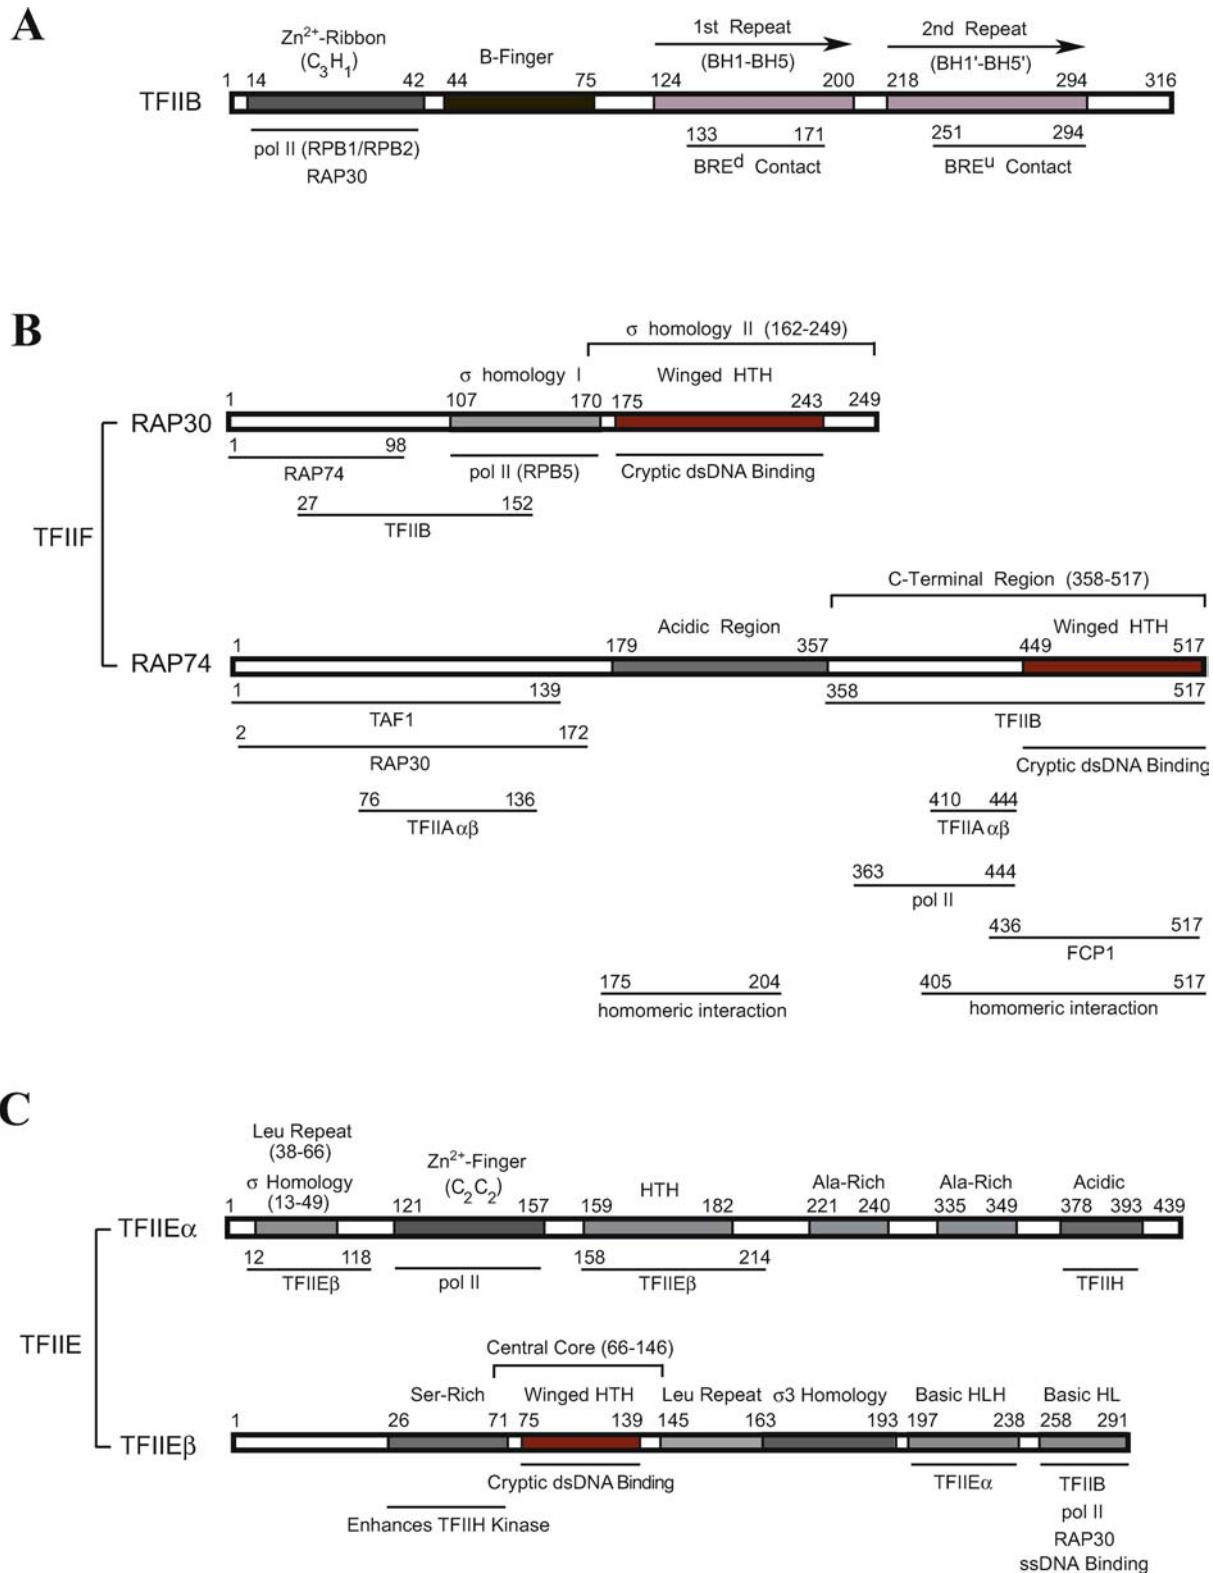 A
Zn2+-Ribbon
(C3H1)
B-Finger
1st Repeat
(BH1-BH5)
2nd Repeat
(BH1'-BH5')
1 14 42 44 75 124 200 218 294 316
TFIIB
pol II (RPB1/RPB2)
RAP30
133 171
BREd Contact
251 294
BREu Contact
B
σ homology II (162-249)
σ homology I
Winged HTH
1 107 170 175 243 249
RAP30
1 98
RAP74
pol II (RPB5)
Cryptic dsDNA Binding
27 152
TFIIB
TFIIF
C-Terminal Region (358-517)
Acidic Region
Winged HTH
1 179 357 449 517
RAP74
1 139
TAF1
358 517
TFIIB
2 172
RAP30
Cryptic dsDNA Binding
76 136
TFIIAαβ
410 444
TFIIAαβ
363 444
pol II
436 517
FCP1
175 204
homomeric interaction
405 517
homomeric interaction
C
Leu Repeat
(38-66)
σ Homology
(13-49)
Zn2+-Finger
(C2C2)
HTH
Ala-Rich
Ala-Rich
Acidic
1 121 157 159 182 221 240 335 349 378 393 439
TFIIEα
12 118
TFIIEβ
pol II
158 214
TFIIEβ
TFIIH
TFIIE
Central Core (66-146)
Ser-Rich
Winged HTH
Leu Repeat
σ3 Homology
Basic HLH
Basic HL
1 26 71 75 139 145 163 193 197 238 258 291
TFIIEβ
Cryptic dsDNA Binding
TFIIEα
TFIIB
pol II
RAP30
ssDNA Binding
Enhances TFIIH Kinase